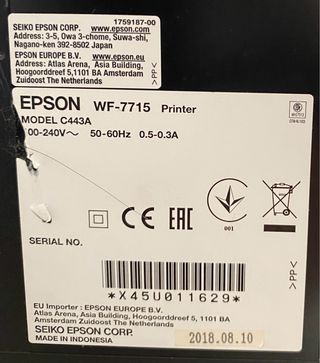 1759187-00
SEIKO EPSON CORP. www.epson.com
Address: 3-5, Owa 3-chome, Suwa-shi,
Nagano-ken 392-8502 Japan
EPSON EUROPE B.V. www.epson.eu
Address: Atlas Arena, Asia Building,
Hoogoorddreef 5,1101 BA Amsterdam
Zuidoost The Netherlands
>PP<
EPSON WF-7715 Printer
MODEL C443A
00-240V~ 50-60Hz 0.5-0.3A
CE EAC
001
SERIAL NO.
*X45U011629*
>PP<
EU Importer : EPSON EUROPE B.V.
Atlas Arena, Asia Building, Hoogoorddreef 5, 1101 BA
Amsterdam Zuidoost The Netherlands
SEIKO EPSON CORP.
MADE IN INDONESIA
2018.08.10